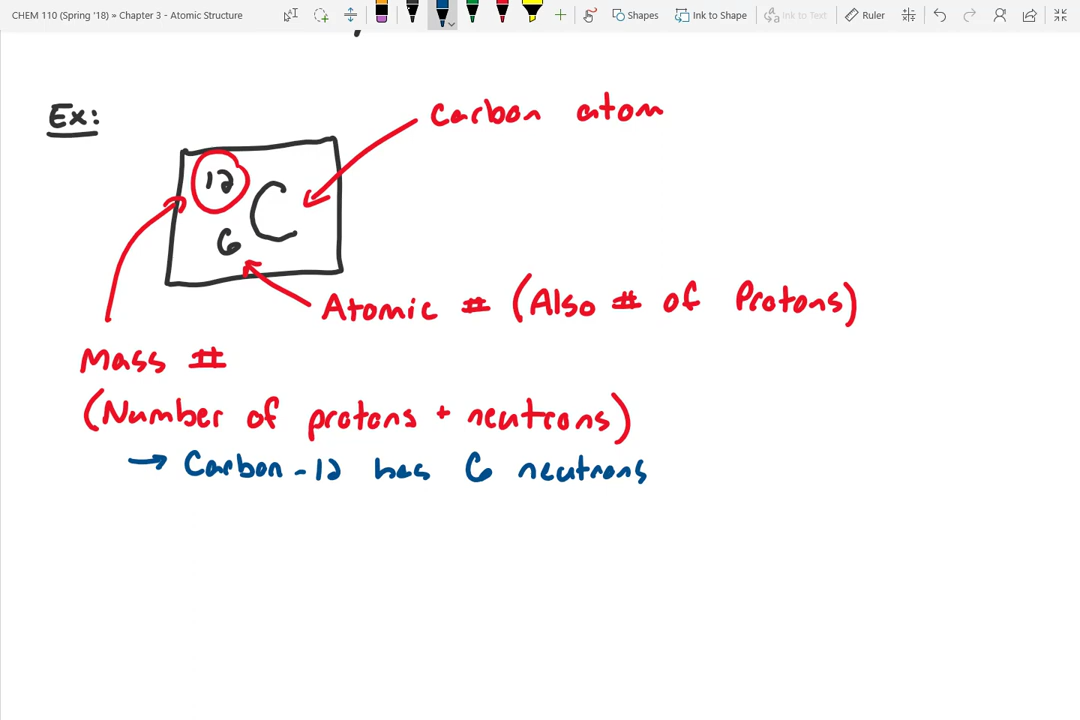 CHEM 110 (Spring '18) » Chapter 3 - Atomic Structure
Shapes
Ink to Shape
Ink to Text
Ruler
Ex:
Carbon atom
12
C
6
Atomic # (Also # of Protons)
Mass #
(Number of protons + neutrons)
→ Carbon-12 has 6 neutrons